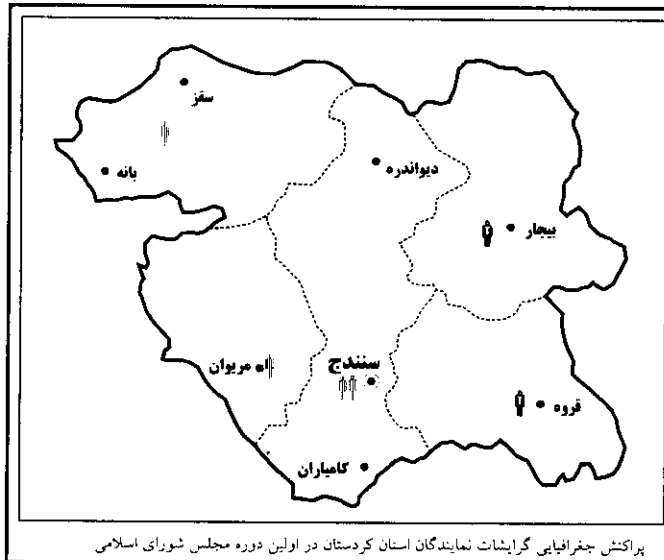 سقز
بانه
دیواندره
بیجار
مریوان
سنندج
قروه
کامیاران
پراکنش جغرافیایی گرایشات نمایندگان استان کردستان در اولین دوره مجلس شورای اسلامی